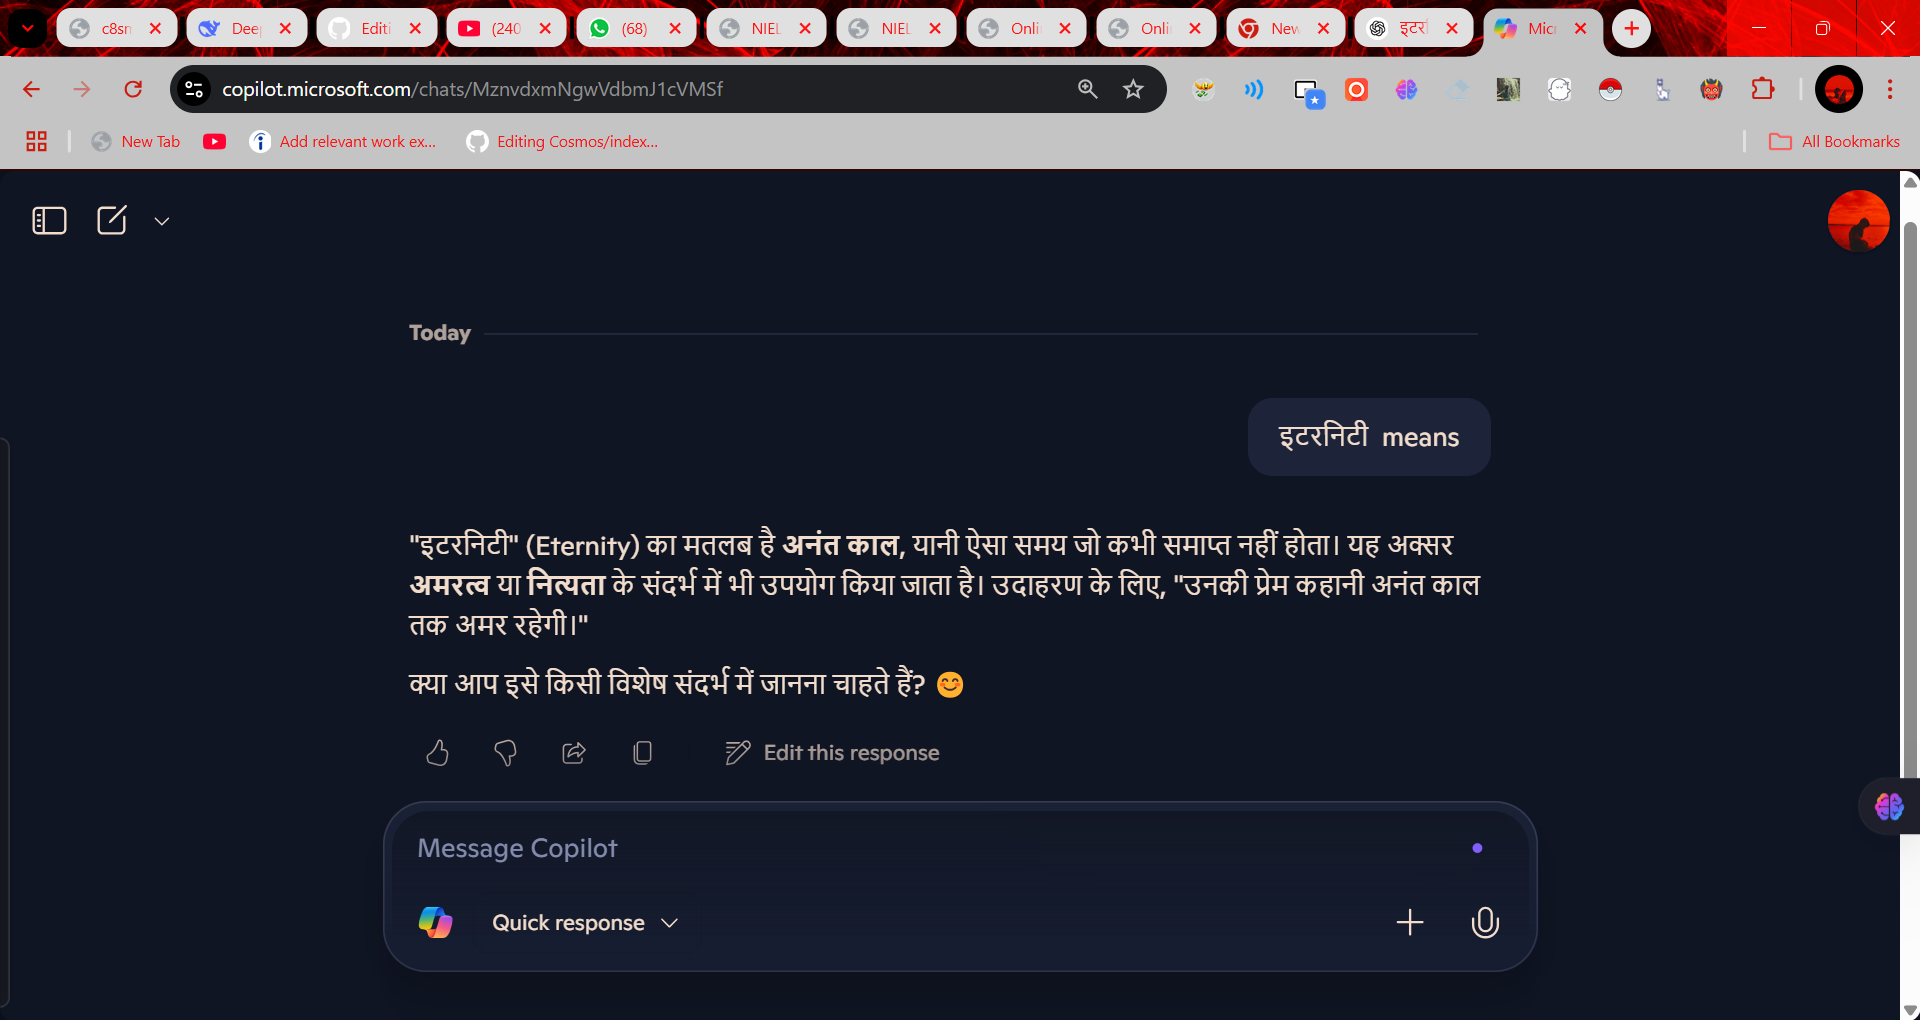 c8sn
Dee
Editi
(240
(68)
NIEL
NIEL
Onli
Onli
New
इटर
Micr
copilot.microsoft.com/chats/MznvdxmNgwVdbmJ1cVMSf
New Tab
Add relevant work ex...
Editing Cosmos/index...
All Bookmarks
Today
इटरनिटी means
"इटरनिटी" (Eternity) का मतलब है अनंत काल, यानी ऐसा समय जो कभी समाप्त नहीं होता। यह अक्सर
अमरत्व या नित्यता के संदर्भ में भी उपयोग किया जाता है। उदाहरण के लिए, "उनकी प्रेम कहानी अनंत काल
तक अमर रहेगी।"
क्या आप इसे किसी विशेष संदर्भ में जानना चाहते हैं? 😊
Edit this response
Message Copilot
Quick response